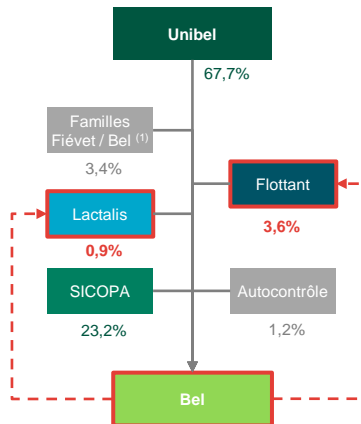 Unibel
67,7%
Familles
Fiévet / Bel (1)
3,4%
Flottant
3,6%
Lactalis
0,9%
SICOPA
23,2%
Autocontrôle
1,2%
Bel